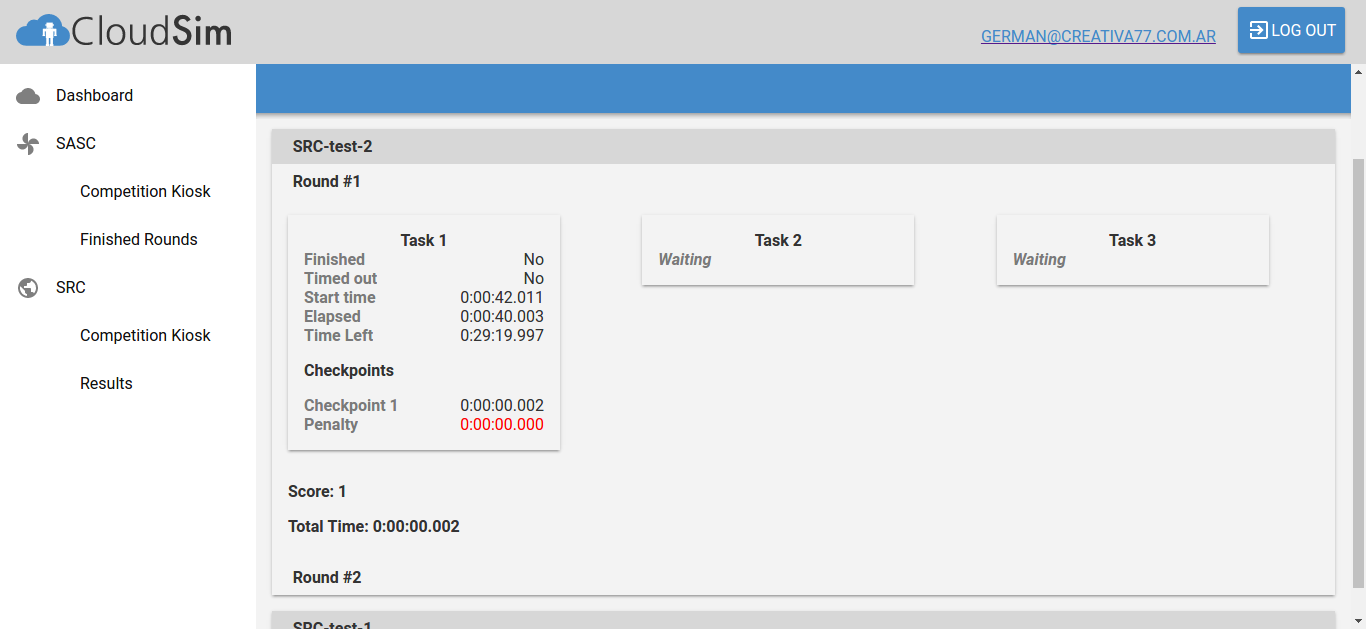 CloudSim
GERMAN@CREATIVA77.COM.AR
LOG OUT
Dashboard
SASC
Competition Kiosk
Finished Rounds
SRC
Competition Kiosk
Results
SRC-test-2
Round #1
Task 1
Finished No
Timed out No
Start time 0:00:42.011
Elapsed 0:00:40.003
Time Left 0:29:19.997
Checkpoints
Checkpoint 1 0:00:00.002
Penalty 0:00:00.000
Task 2
Waiting
Task 3
Waiting
Score: 1
Total Time: 0:00:00.002
Round #2
SRC-test-1